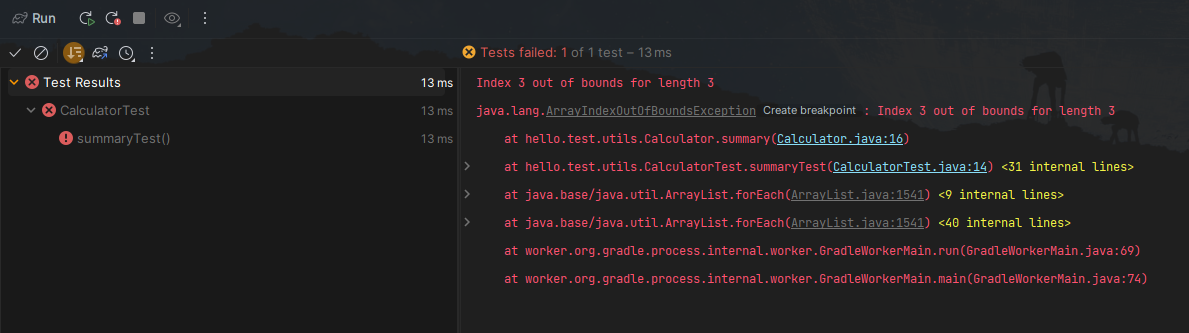 Run
Tests failed: 1 of 1 test – 13 ms
Test Results 13 ms
CalculatorTest 13 ms
summaryTest() 13 ms
Index 3 out of bounds for length 3
java.lang.ArrayIndexOutOfBoundsException Create breakpoint : Index 3 out of bounds for length 3
at hello.test.utils.Calculator.summary(Calculator.java:16)
at hello.test.utils.CalculatorTest.summaryTest(CalculatorTest.java:14) <31 internal lines>
at java.base/java.util.ArrayList.forEach(ArrayList.java:1541) <9 internal lines>
at java.base/java.util.ArrayList.forEach(ArrayList.java:1541) <40 internal lines>
at worker.org.gradle.process.internal.worker.GradleWorkerMain.run(GradleWorkerMain.java:69)
at worker.org.gradle.process.internal.worker.GradleWorkerMain.main(GradleWorkerMain.java:74)